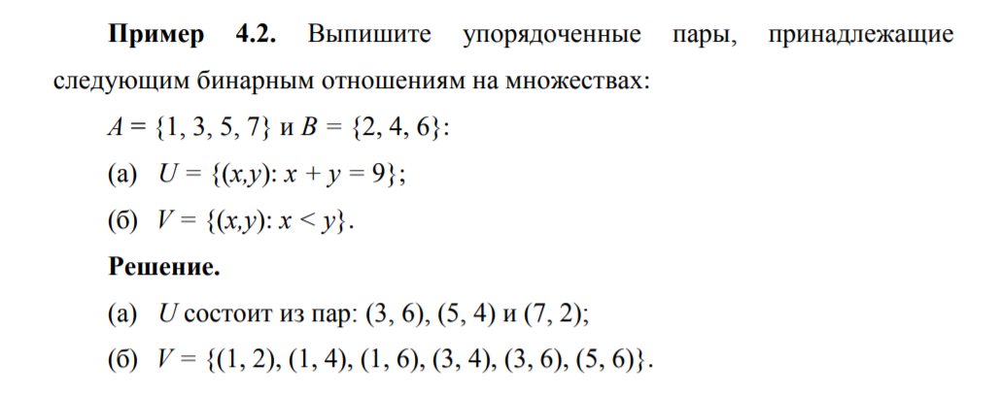 Пример 4.2. Выпишите упорядоченные пары, принадлежащие
следующим бинарным отношениям на множествах:
A = {1, 3, 5, 7} и B = {2, 4, 6}:
(а) U = {(x,y): x + y = 9};
(б) V = {(x,y): x < y}.
Решение.
(а) U состоит из пар: (3, 6), (5, 4) и (7, 2);
(б) V = {(1, 2), (1, 4), (1, 6), (3, 4), (3, 6), (5, 6)}.